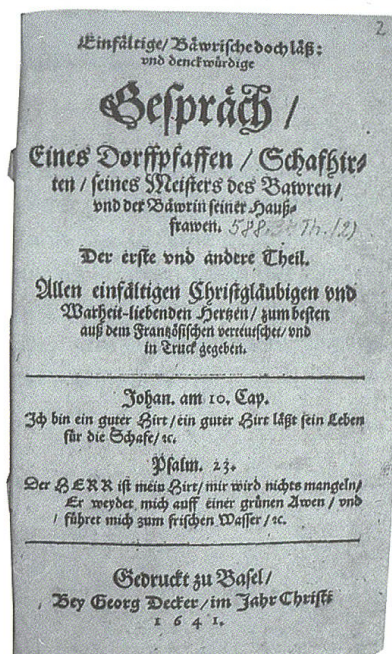 2
Einfältige/ Bäwrische doch läß:
vnd denckwürdige
Gespräch /
Eines Dorffpfaffen / Schafhir⸗
ten / seines Meisters des Bawren/
vnd der Bäwrin seiner Hauß⸗
frawen. 588.
Der erste vnd andere Theil.
Allen einfältigen Christgläubigen vnd
Warheit-liebenden Hertzen / zum besten
auß dem Frantzösischen verteutschet/ vnd
in Truck gegeben.
Johan. am 10. Cap.
Ich bin ein guter Hirt / ein guter Hirt läßt sein Leben
für die Schafe/ ꝛc.
Psalm. 23.
Der HERR ist mein Hirt/ mir wird nichts mangeln/
Er weydet mich auff einer grünen Awen / vnd
führet mich zum frischen Wasser / ꝛc.
Gedruckt zu Basel/
Bey Georg Decker / im Jahr Christi
1 6 4 1.